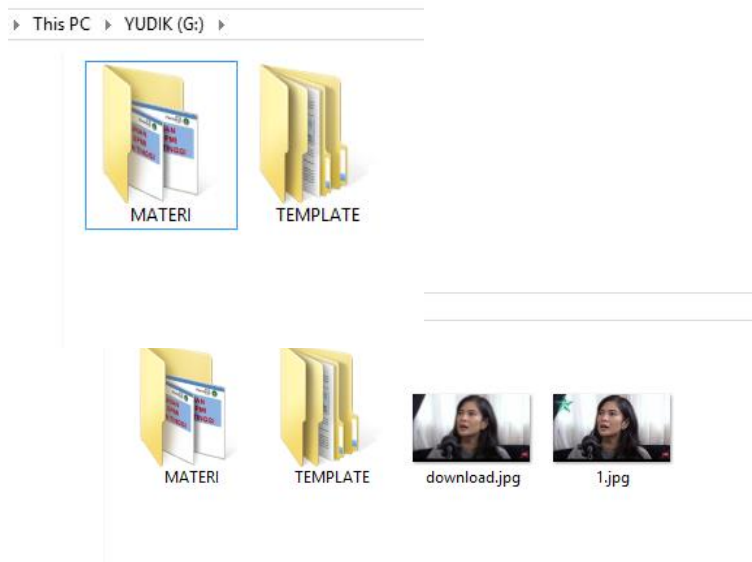 This PC YUDIK (G:)
MATERI TEMPLATE
MATERI TEMPLATE download.jpg 1.jpg